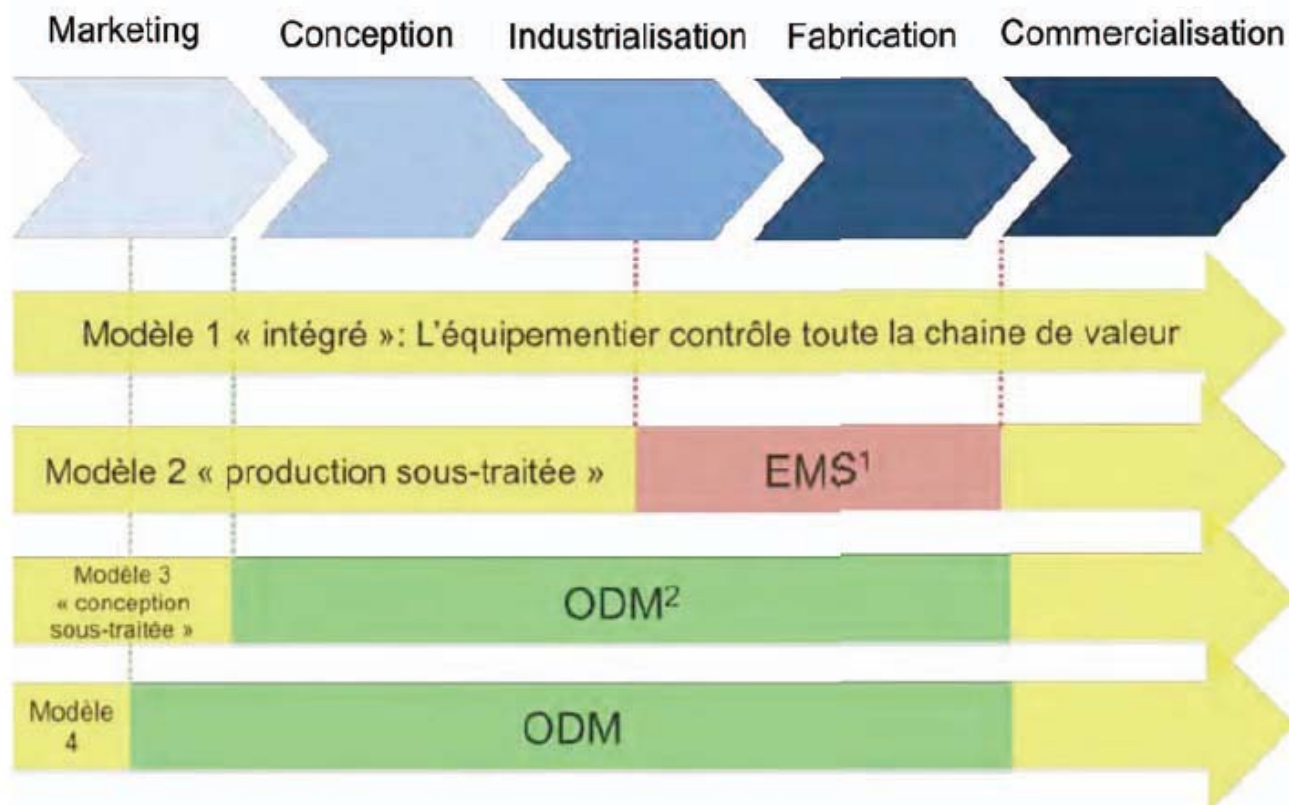 Marketing Conception Industrialisation Fabrication Commercialisation
Modèle 1 « intégré »: L'équipementier contrôle toute la chaine de valeur
Modèle 2 « production sous-traitée » EMS¹
Modèle 3
« conception
sous-traitée »
ODM²
Modèle
4
ODM